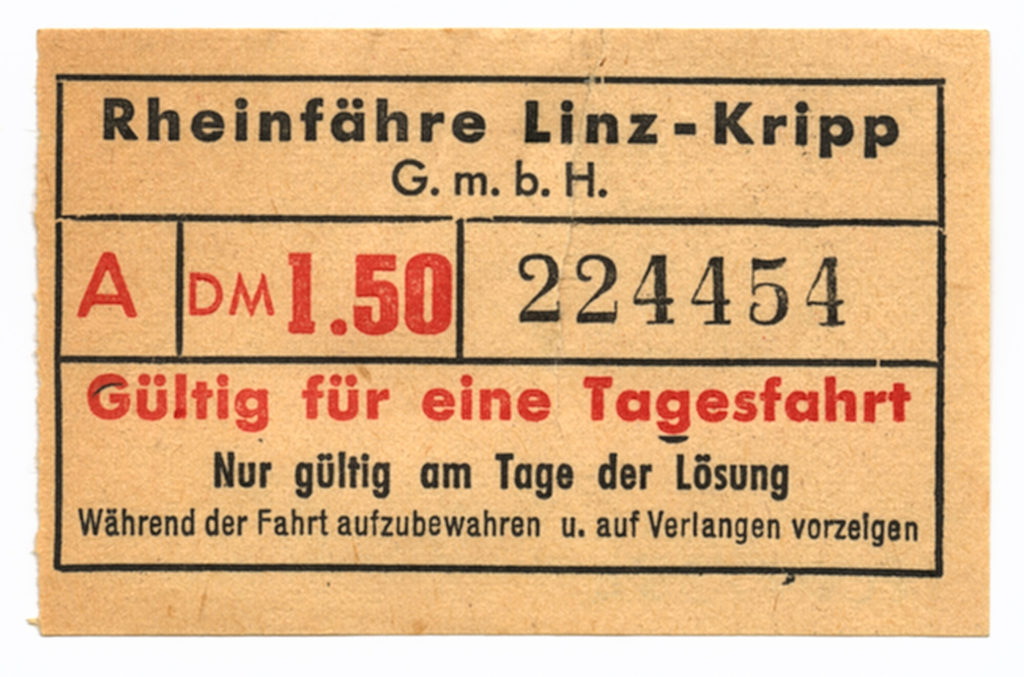 Rheinfähre Linz-Kripp
G. m. b. H.
A DM 1.50 224454
Gültig für eine Tagesfahrt
Nur gültig am Tage der Lösung
Während der Fahrt aufzubewahren u. auf Verlangen vorzeigen